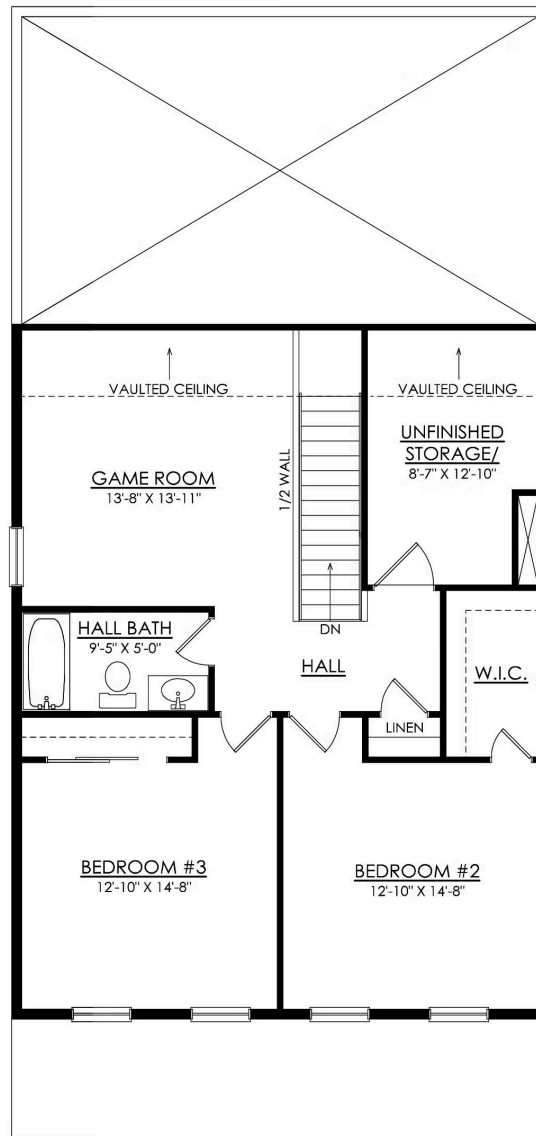 VAULTED CEILING
VAULTED CEILING
GAME ROOM
13'-8" X 13'-11"
1/2 WALL
UNFINISHED
STORAGE/
8'-7" X 12'-10"
HALL BATH
9'-5" X 5'-0"
DN
HALL
W.I.C.
LINEN
BEDROOM #3
12'-10" X 14'-8"
BEDROOM #2
12'-10" X 14'-8"